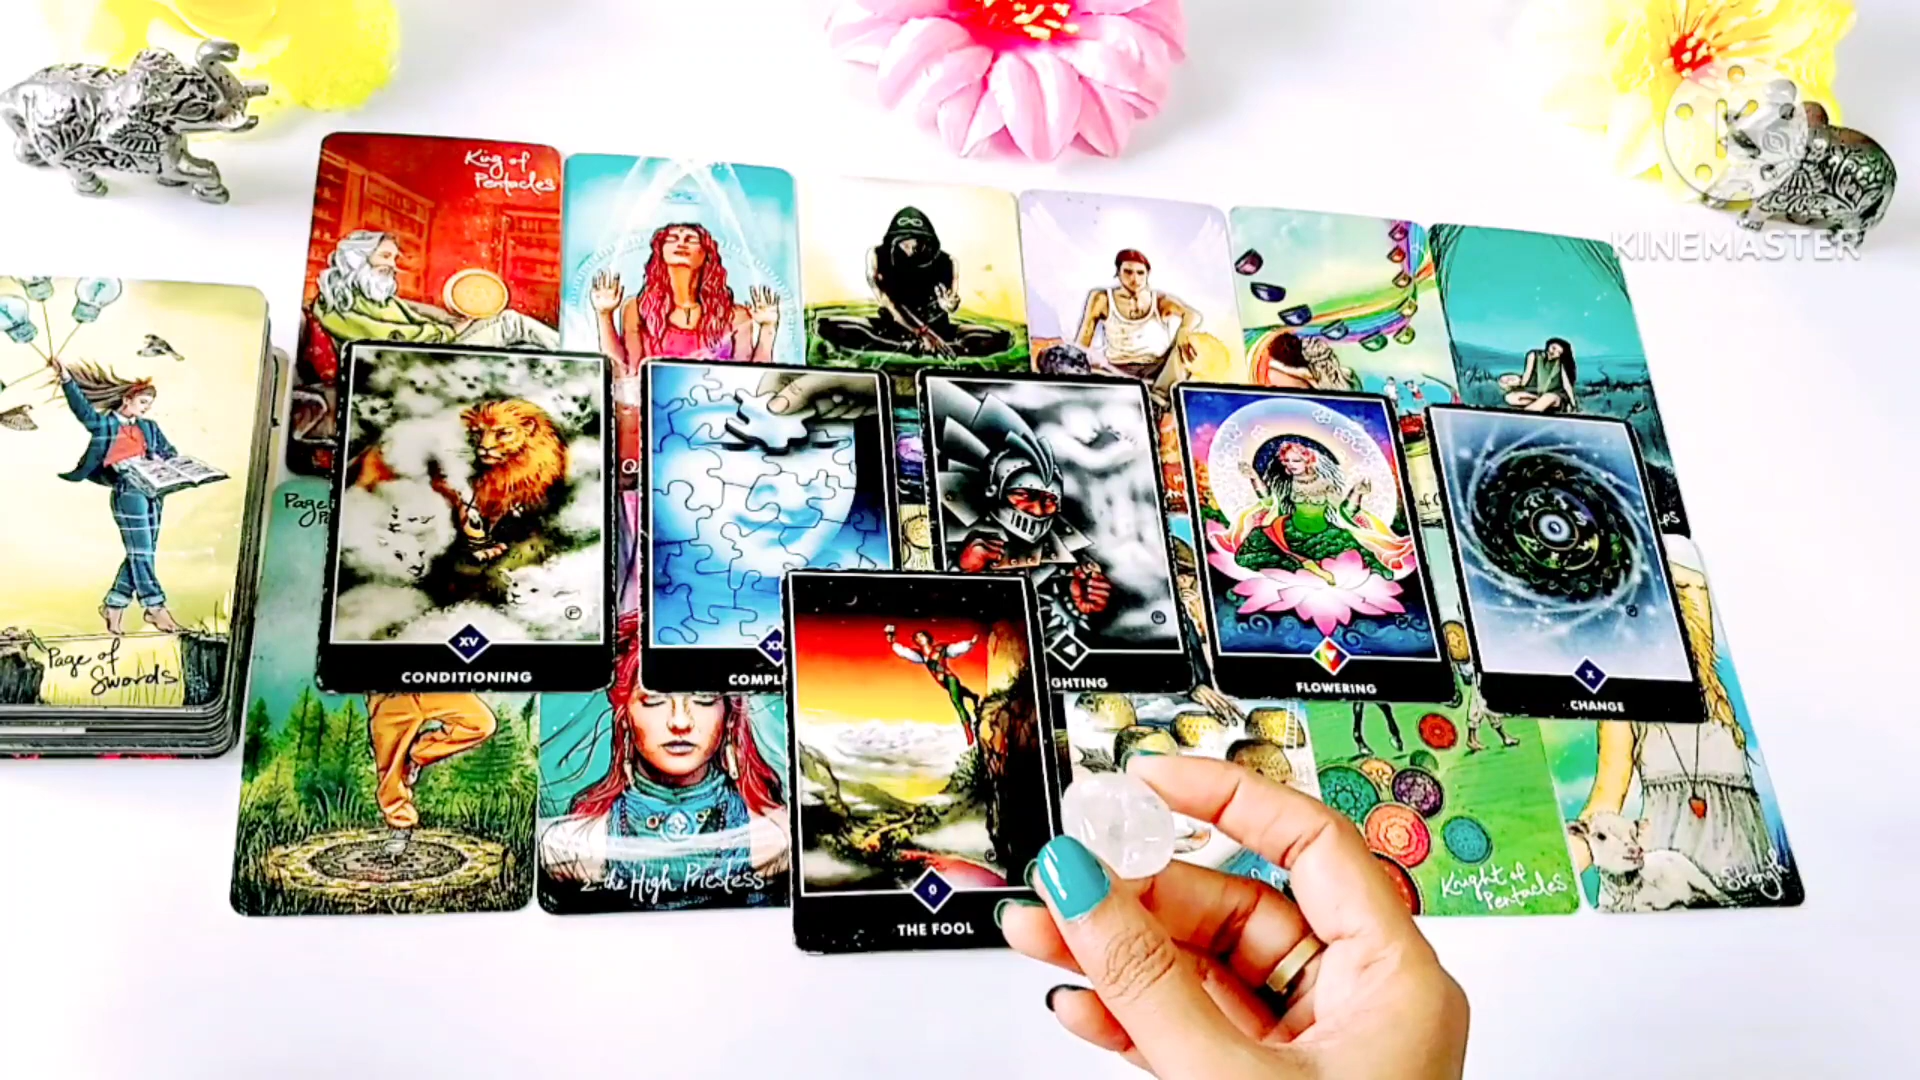 King of
Pentacles
KINEMASTER
Page
Page of
Swords
XV
CONDITIONING
COMPL
GHTING
FLOWERING
X
CHANGE
2. the High Priestess
0
THE FOOL
Knight of
Pentacles
Strength